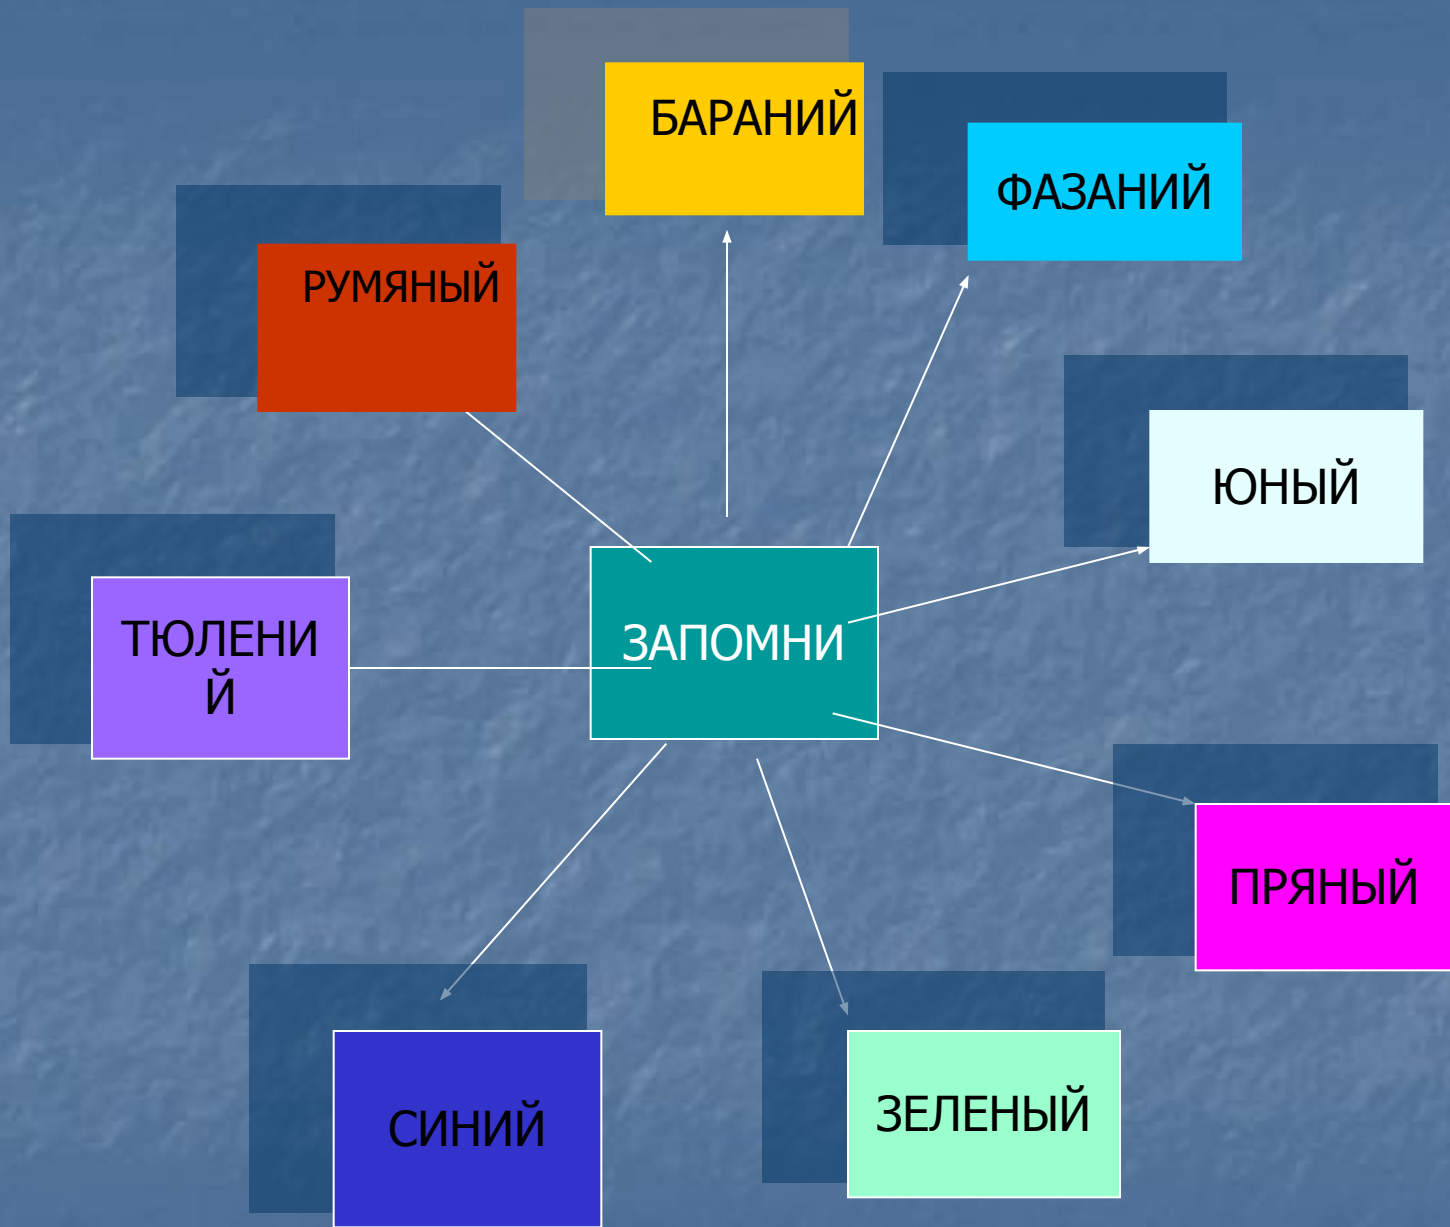 БАРАНИЙ
ФАЗАНИЙ
РУМЯНЫЙ
ЮНЫЙ
ТЮЛЕНИ
Й
ЗАПОМНИ
ПРЯНЫЙ
СИНИЙ
ЗЕЛЕНЫЙ